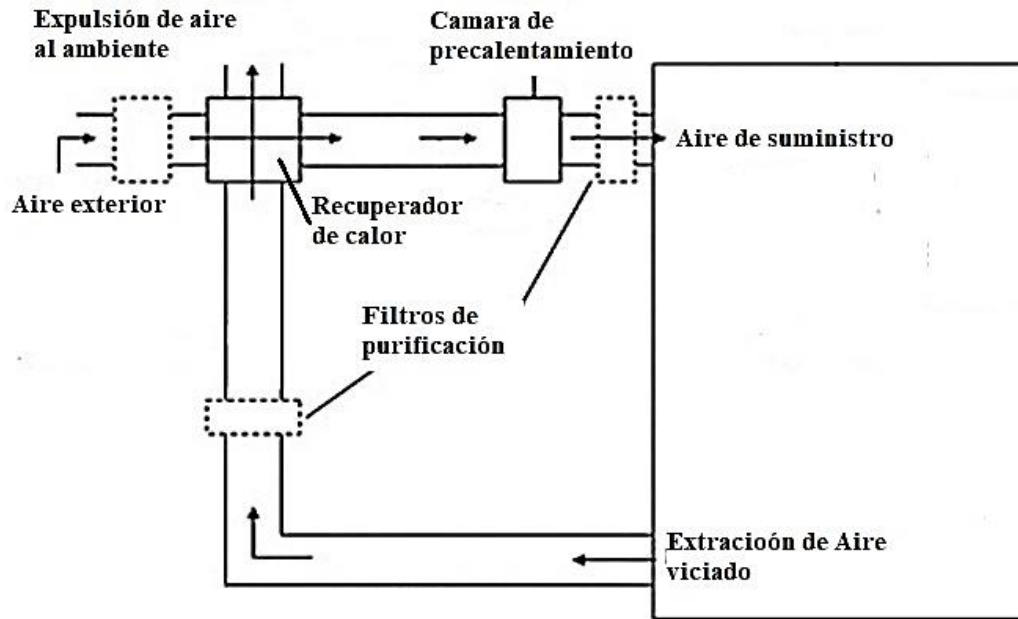 Expulsión de aire
al ambiente
Camara de
precalentamiento
Aire de suministro
Aire exterior
Recuperador
de calor
Filtros de
purificación
Extracioón de Aire
viciado